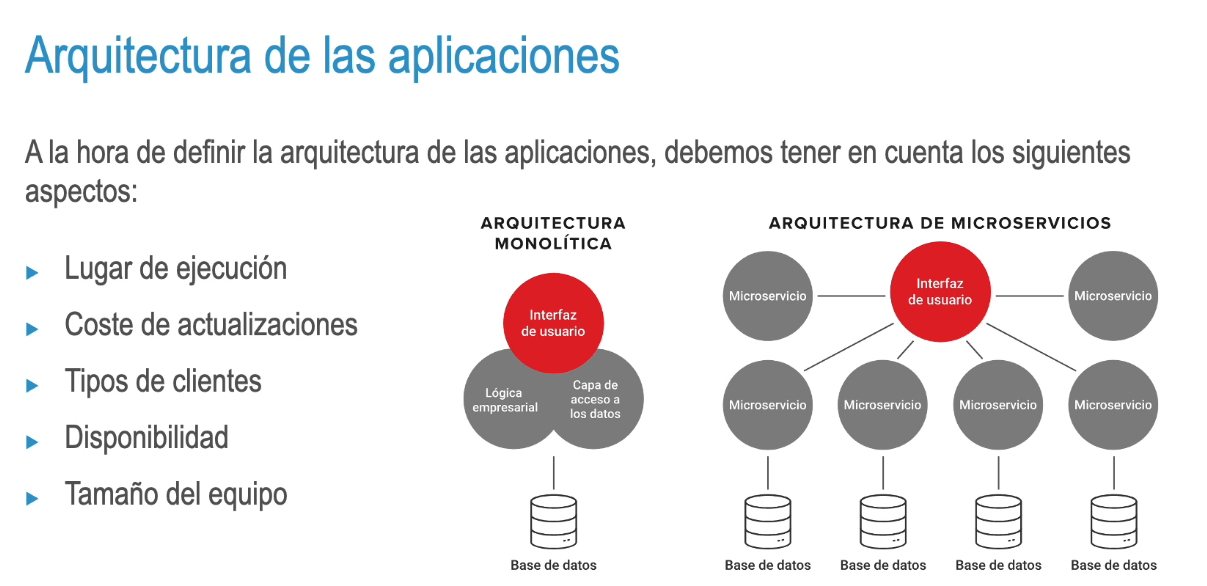 Arquitectura de las aplicaciones
A la hora de definir la arquitectura de las aplicaciones, debemos tener en cuenta los siguientes
aspectos:
Lugar de ejecución
Coste de actualizaciones
Tipos de clientes
Disponibilidad
Tamaño del equipo
ARQUITECTURA
MONOLÍTICA
Interfaz
de usuario
Lógica
empresarial
Capa de
acceso a
los datos
Base de datos
ARQUITECTURA DE MICROSERVICIOS
Microservicio
Interfaz
de usuario
Microservicio
Microservicio
Microservicio
Microservicio
Microservicio
Base de datos
Base de datos
Base de datos
Base de datos